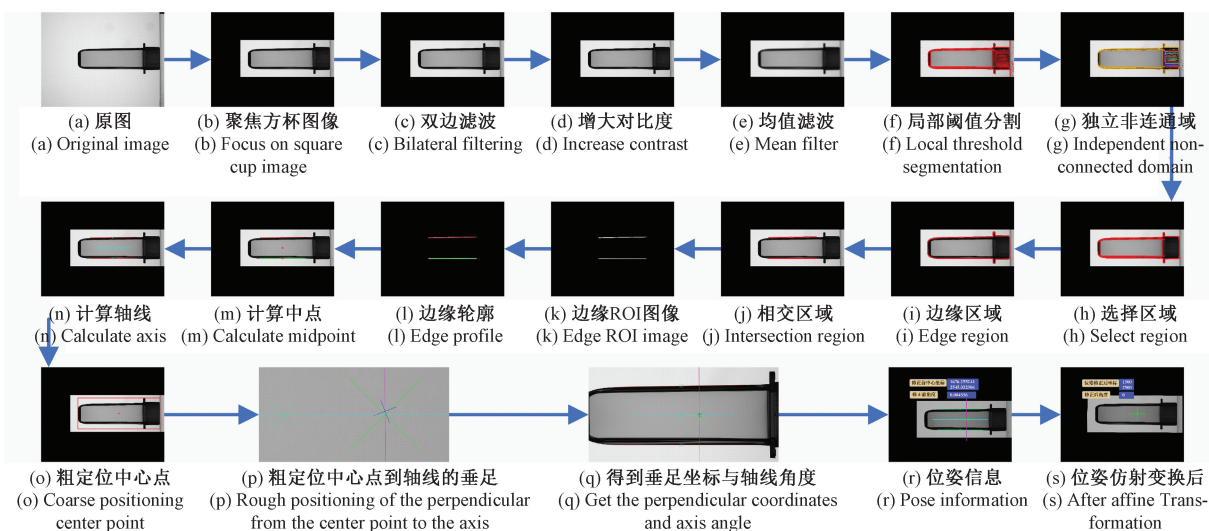 (a) 原图
(a) Original image
(b) 聚焦方杯图像
(b) Focus on square
cup image
(c) 双边滤波
(c) Bilateral filtering
(d) 增大对比度
(d) Increase contrast
(e) 均值滤波
(e) Mean filter
(f) 局部阈值分割
(f) Local threshold
segmentation
(g) 独立非连通域
(g) Independent non-
connected domain
(n) 计算轴线
(n) Calculate axis
(m) 计算中点
(m) Calculate midpoint
(l) 边缘轮廓
(l) Edge profile
(k) 边缘ROI图像
(k) Edge ROI image
(j) 相交区域
(j) Intersection region
(i) 边缘区域
(i) Edge region
(h) 选择区域
(h) Select region
(o) 粗定位中心点
(o) Coarse positioning
center point
(p) 粗定位中心点到轴线的垂足
(p) Rough positioning of the perpendicular
from the center point to the axis
(q) 得到垂足坐标与轴线角度
(q) Get the perpendicular coordinates
and axis angle
(r) 位姿信息
(r) Pose information
(s) 位姿仿射变换后
(s) After affine Trans-
formation